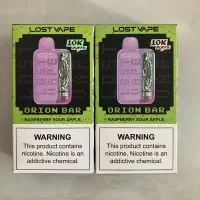 LOST VAPE
10K
ORION BAR
RASPBERRY SOUR APPLE
WARNING
This product contains
nicotine. Nicotine is an
addictive chemical.
LOST VAPE
10K
ORION BAR
RASPBERRY SOUR APPLE
WARNING
This product contains
nicotine. Nicotine is an
addictive chemical.